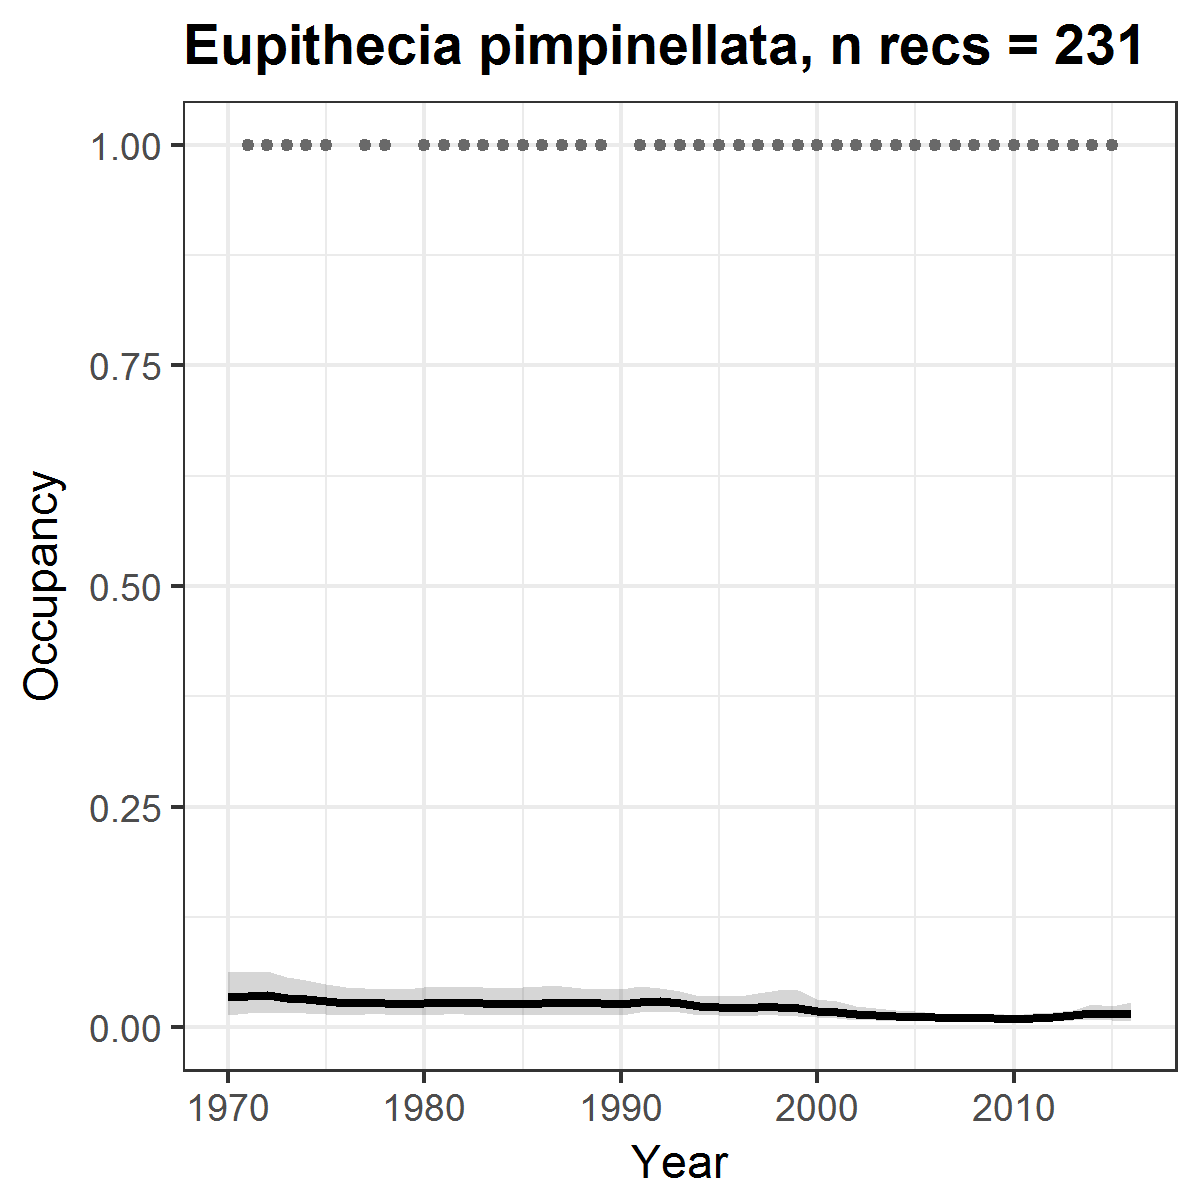 Eupithecia pimpinellata, n recs = 231
1.00
0.75
0.50
0.25
0.00
Occupancy
1970 1980 1990 2000 2010
Year